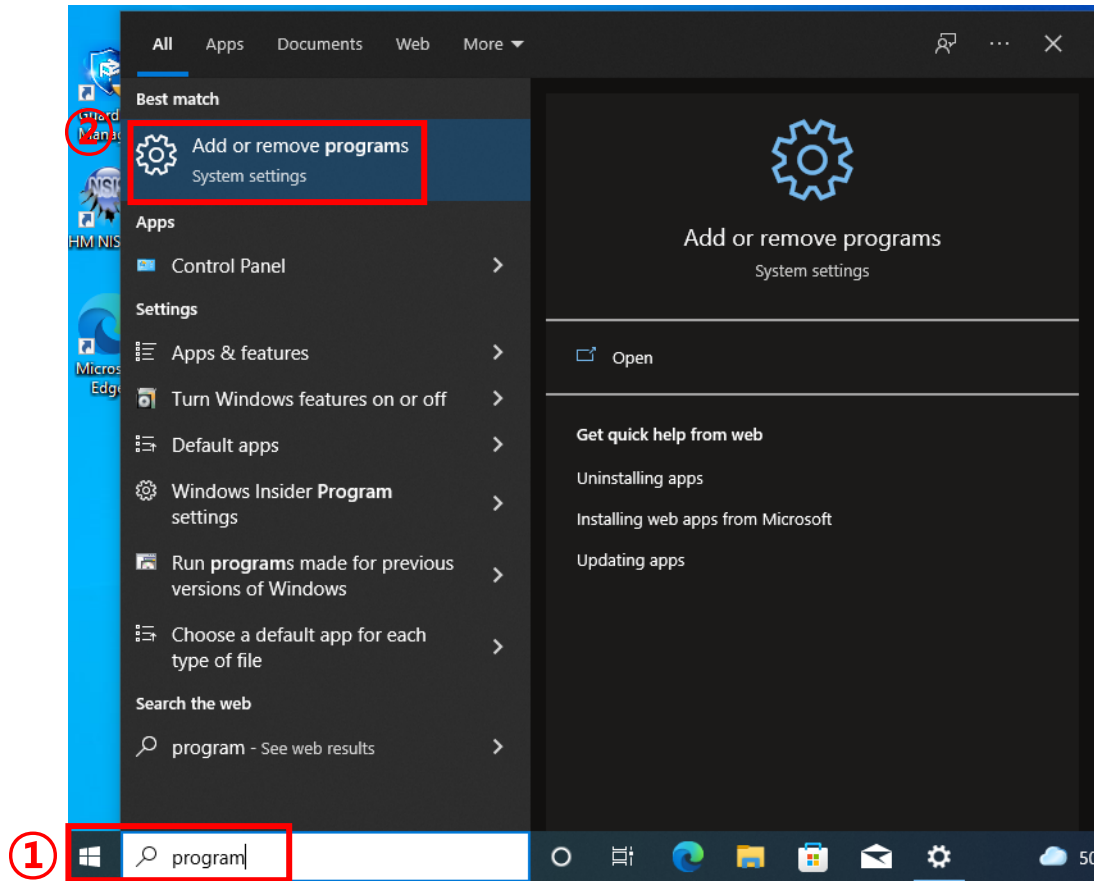 All Apps Documents Web More
Best match
②
Add or remove programs
System settings
Apps
Control Panel
Settings
Apps & features
Turn Windows features on or off
Default apps
Windows Insider Program
settings
Run programs made for previous
versions of Windows
Choose a default app for each
type of file
Search the web
program - See web results
Add or remove programs
System settings
Open
Get quick help from web
Uninstalling apps
Installing web apps from Microsoft
Updating apps
HM NIS
Micros
Edge
①
program
50